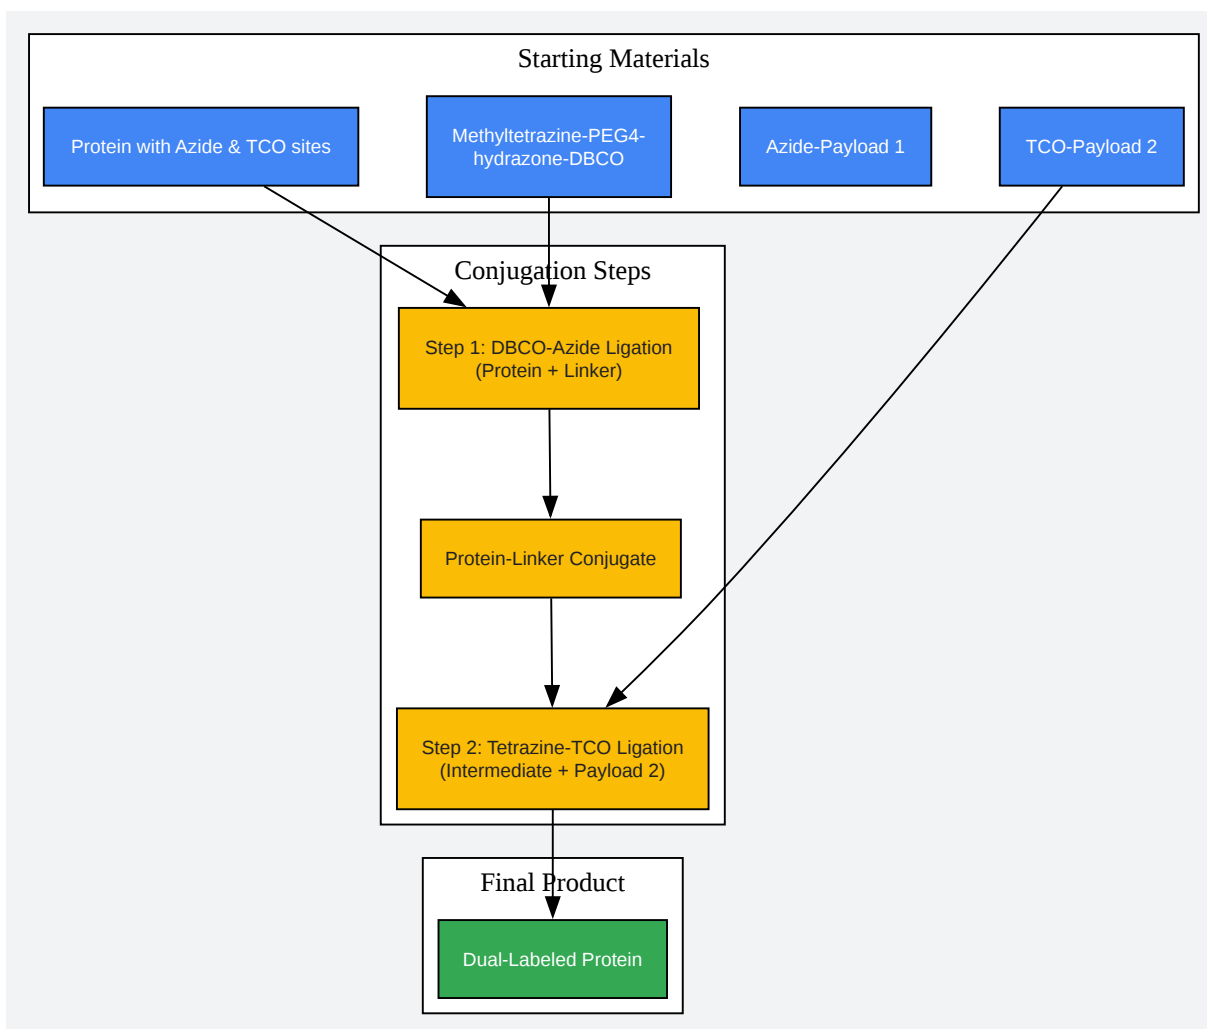 Starting Materials
Protein with Azide & TCO sites
Methyltetrazine-PEG4-
hydrazone-DBCO
Azide-Payload 1
TCO-Payload 2
Conjugation Steps
Step 1: DBCO-Azide Ligation
(Protein + Linker)
Protein-Linker Conjugate
Step 2: Tetrazine-TCO Ligation
(Intermediate + Payload 2)
Final Product
Dual-Labeled Protein